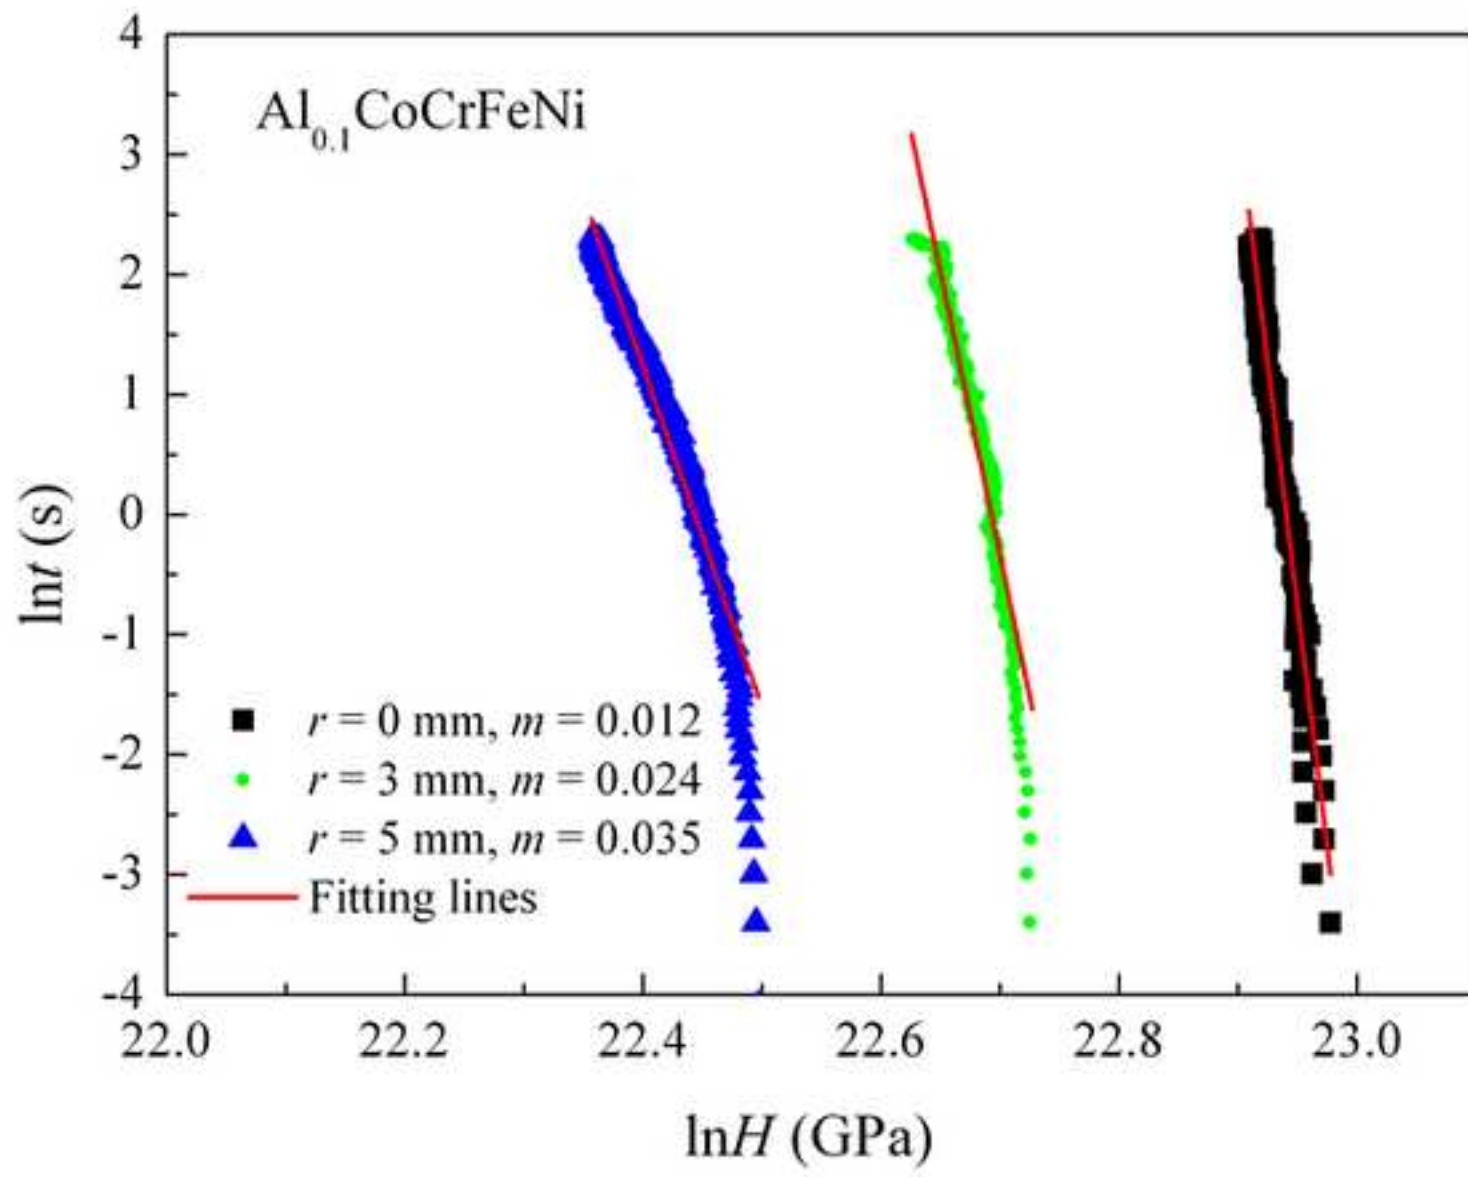 Al0.1CoCrFeNi
4
3
2
1
0
-1
-2
-3
-4
lnt (s)
r = 0 mm, m = 0.012
r = 3 mm, m = 0.024
r = 5 mm, m = 0.035
Fitting lines
22.0 22.2 22.4 22.6 22.8 23.0
lnH (GPa)